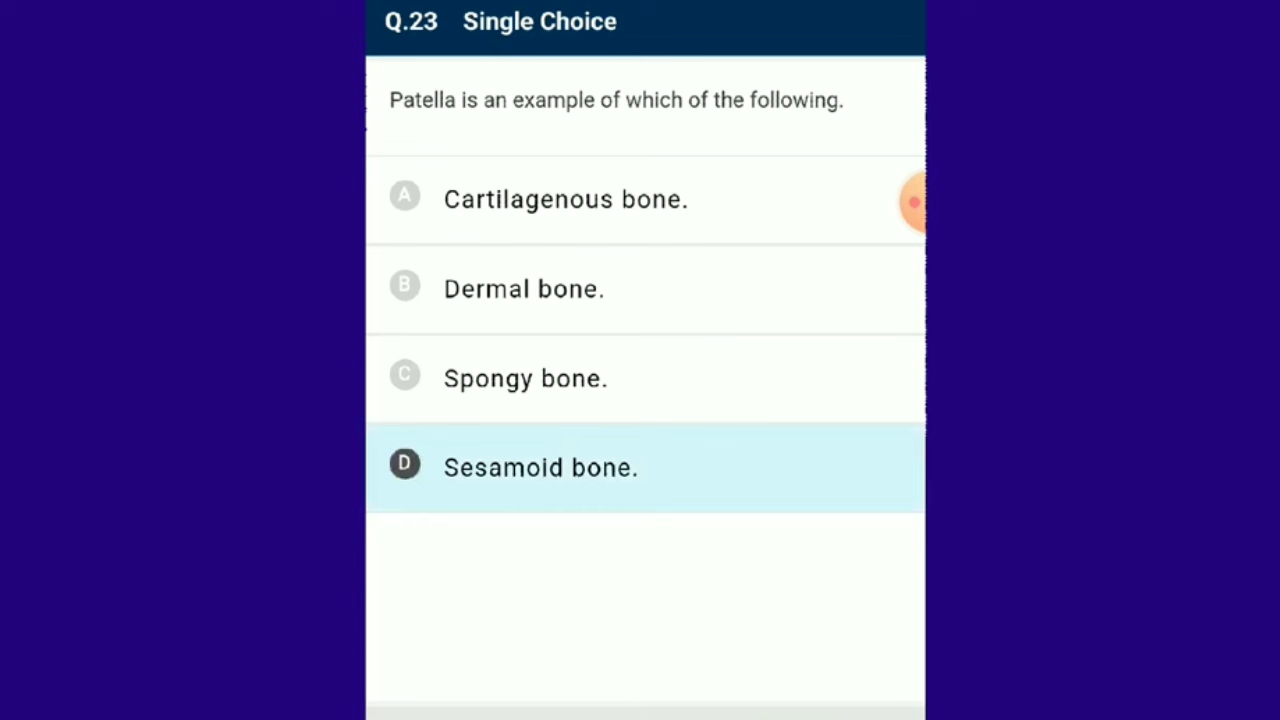 Q.23 Single Choice
Patella is an example of which of the following.
A Cartilagenous bone.
B Dermal bone.
C Spongy bone.
D Sesamoid bone.